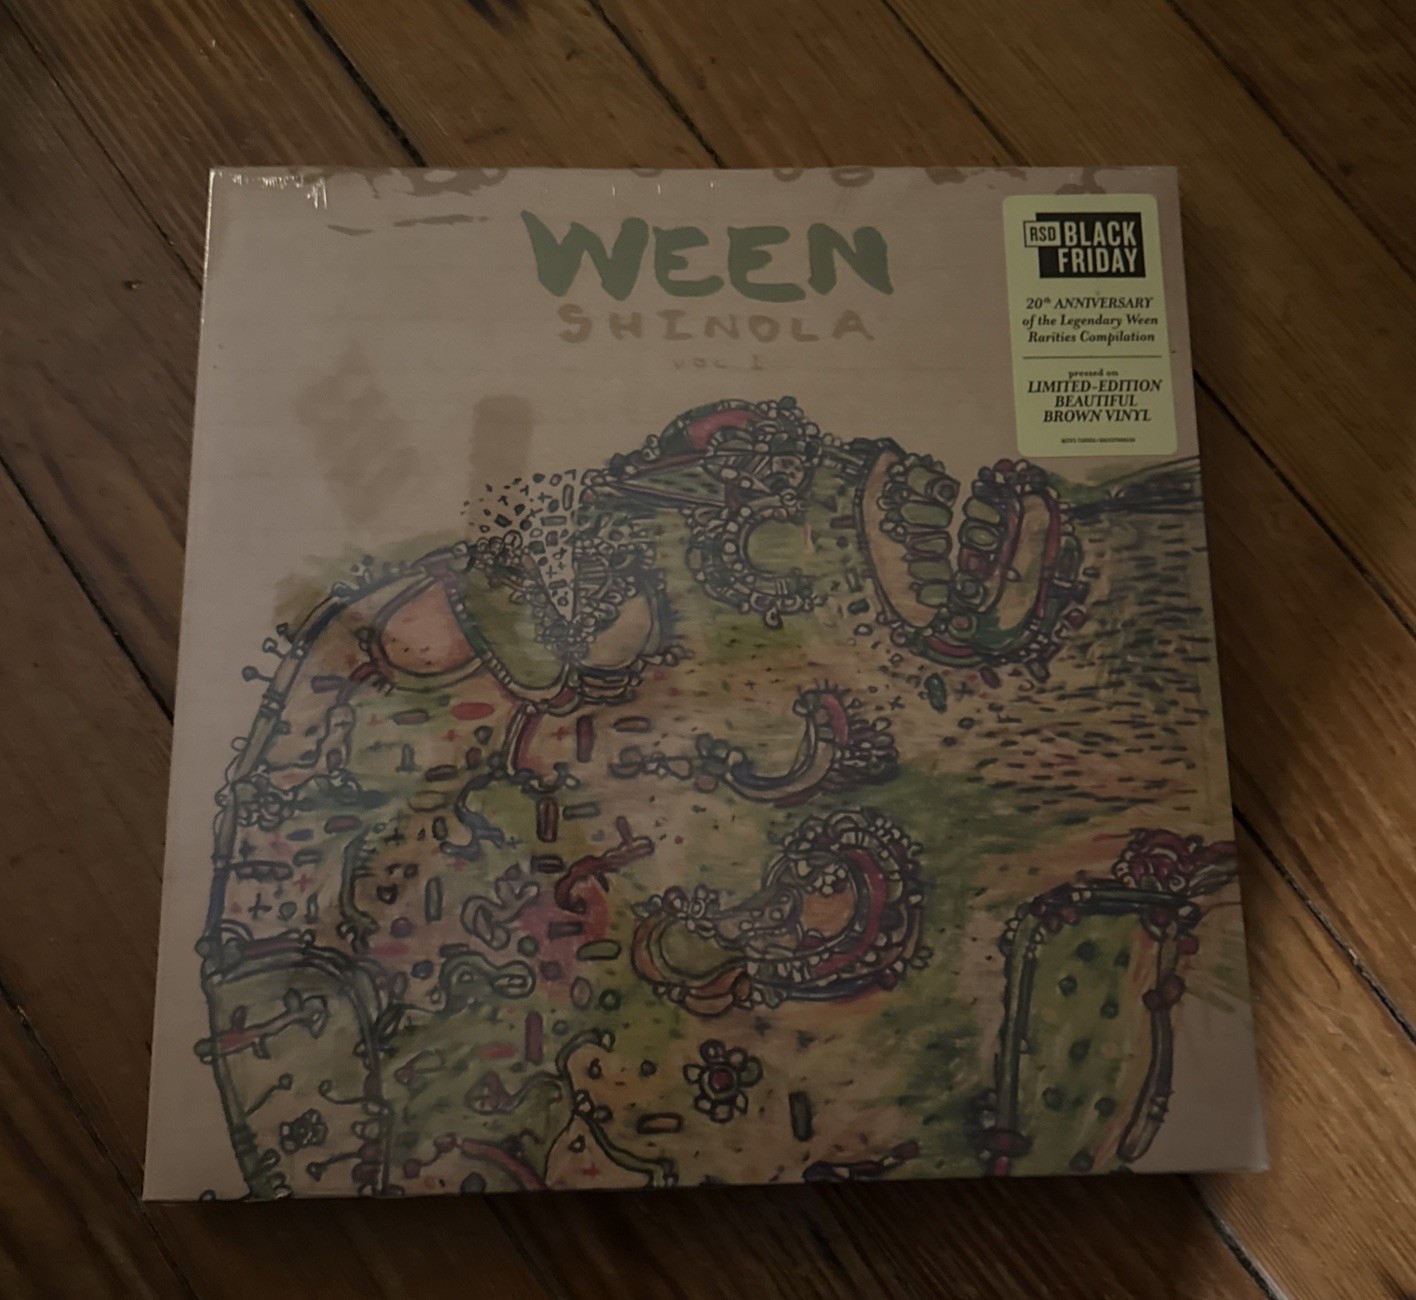 WEEN
SHINOLA
VOL 1
RSD BLACK
FRIDAY
20th ANNIVERSARY
of the Legendary Ween
Rarities Compilation
pressed on
LIMITED-EDITION
BEAUTIFUL
BROWN VINYL